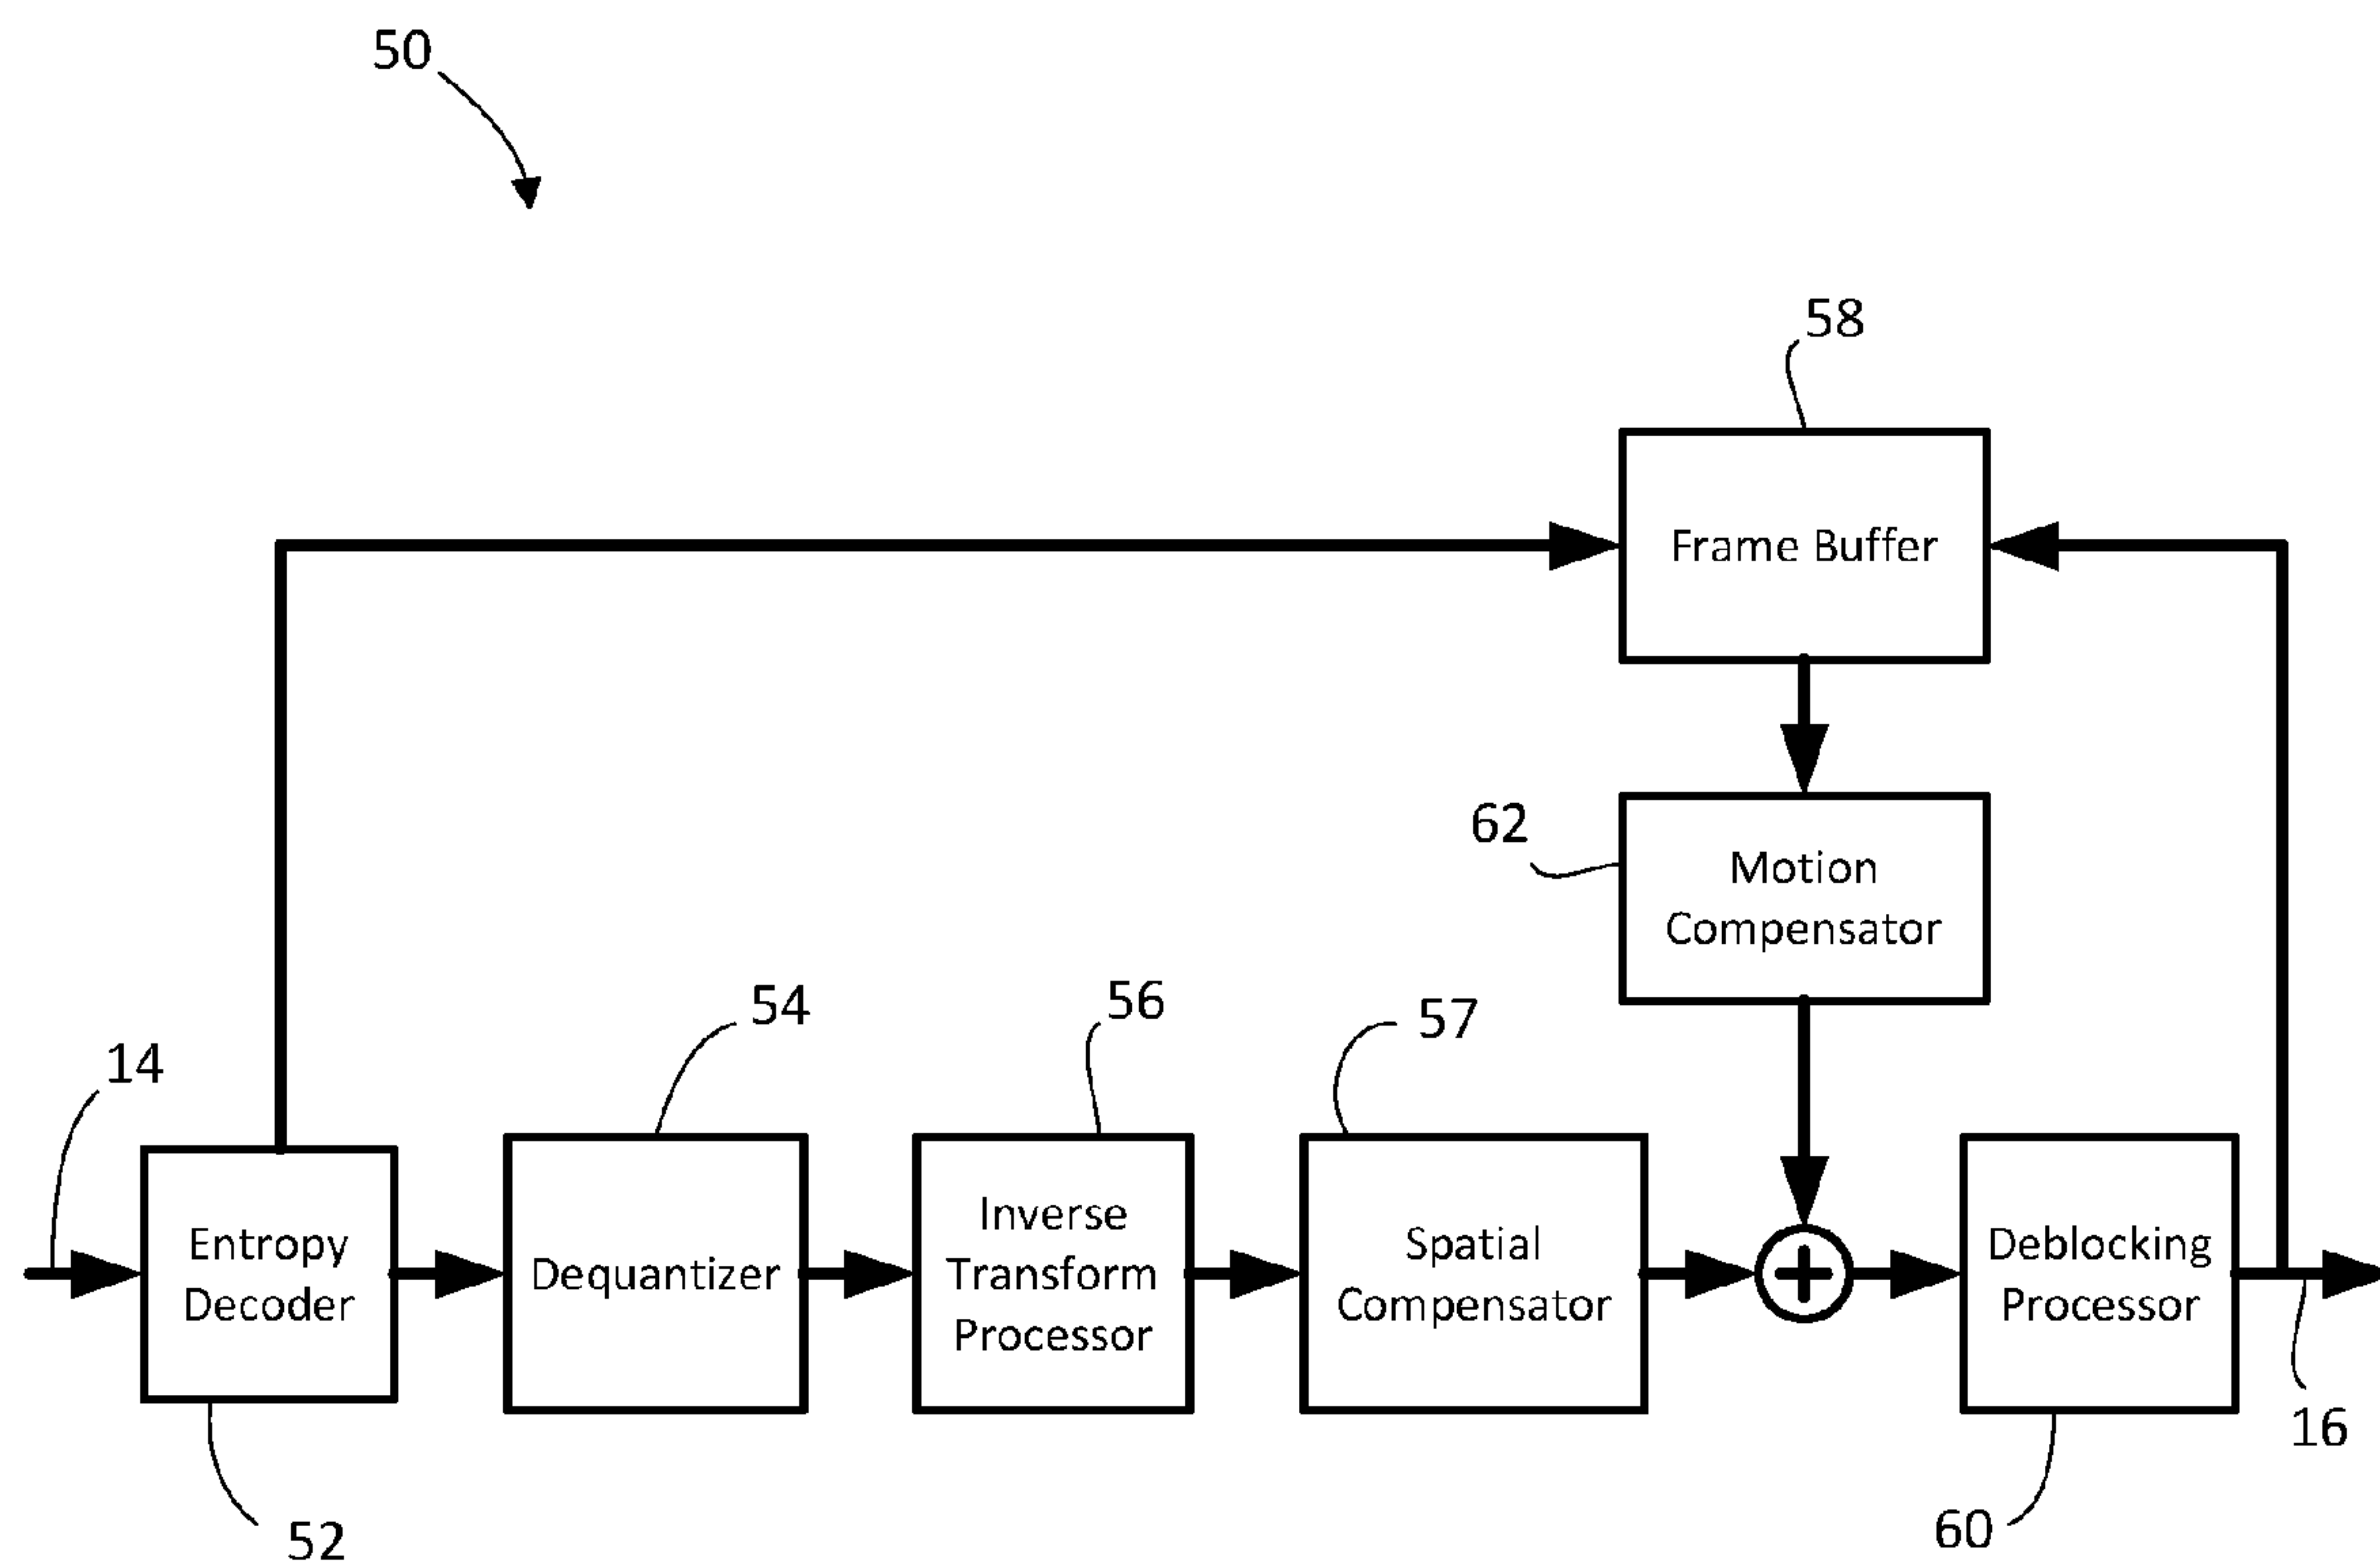 50
58
Frame Buffer
62
Motion
Compensator
54
56
57
14
Entropy
Decoder
Dequantizer
Inverse
Transform
Processor
Spatial
Compensator
Deblocking
Processor
16
52
60